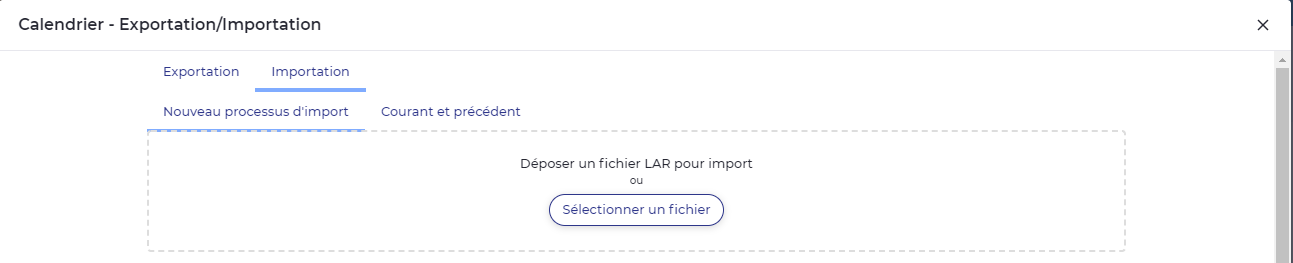 Calendrier - Exportation/Importation
Exportation Importation
Nouveau processus d'import Courant et précédent
Déposer un fichier LAR pour import
ou
Sélectionner un fichier